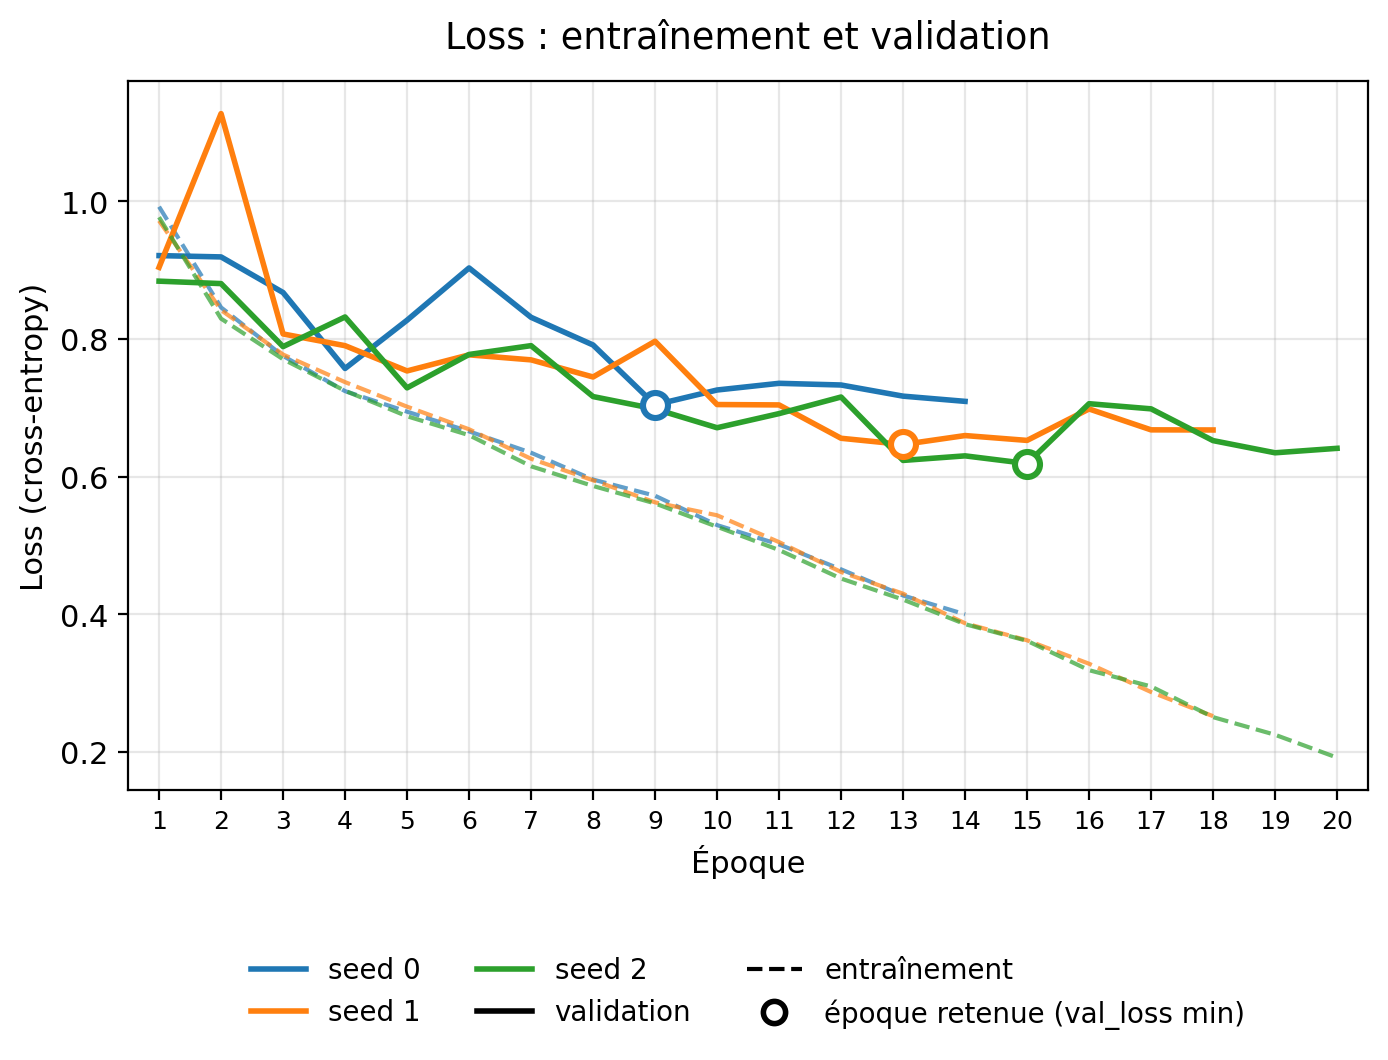 Loss : entraînement et validation
Loss (cross-entropy)
1.0
0.8
0.6
0.4
0.2
1 2 3 4 5 6 7 8 9 10 11 12 13 14 15 16 17 18 19 20
Époque
seed 0 seed 2 entraînement
seed 1 validation époque retenue (val_loss min)